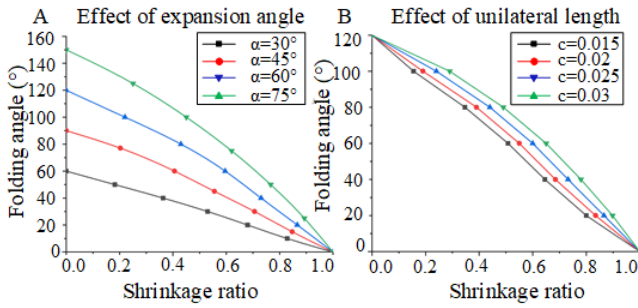 A Effect of expansion angle
Folding angle (°)
160
140
120
100
80
60
40
20
0
α=30°
α=45°
α=60°
α=75°
0.0 0.2 0.4 0.6 0.8 1.0
Shrinkage ratio
B Effect of unilateral length
Folding angle (°)
120
100
80
60
40
20
0
c=0.015
c=0.02
c=0.025
c=0.03
0.0 0.2 0.4 0.6 0.8 1.0
Shrinkage ratio